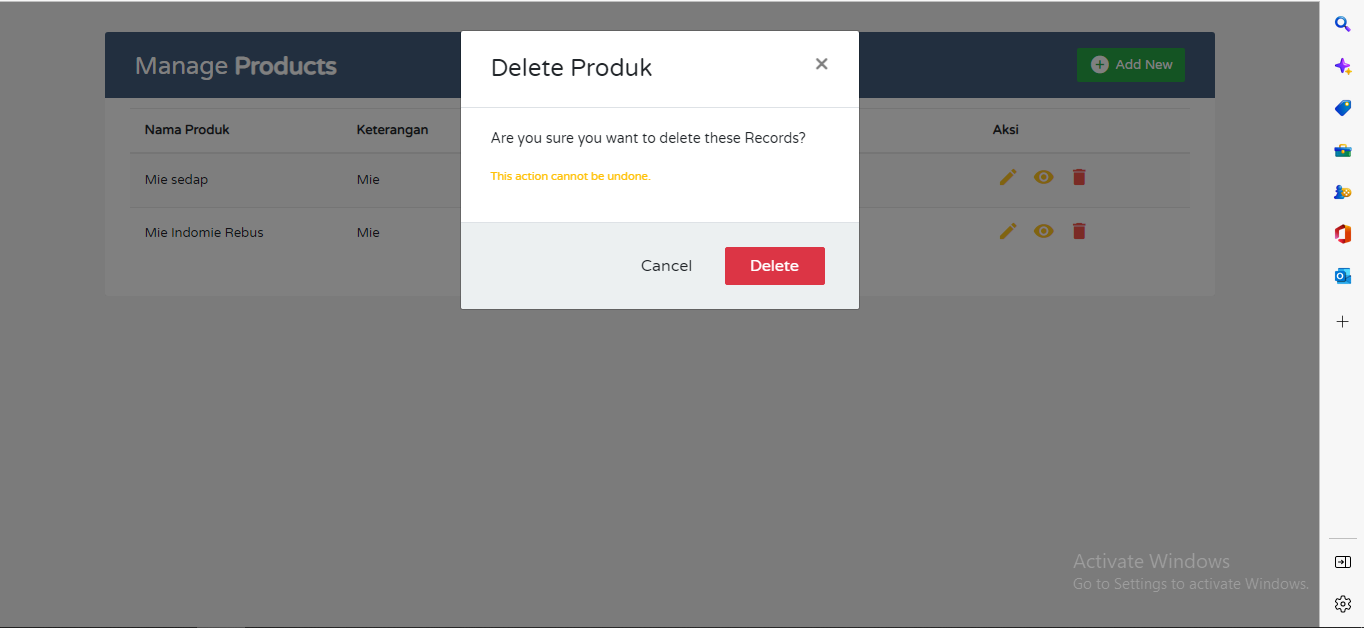 Manage Products
Add New
Delete Produk
×
Nama Produk
Keterangan
Aksi
Are you sure you want to delete these Records?
This action cannot be undone.
Mie sedap
Mie
Mie Indomie Rebus
Mie
Cancel
Delete
Activate Windows
Go to Settings to activate Windows.